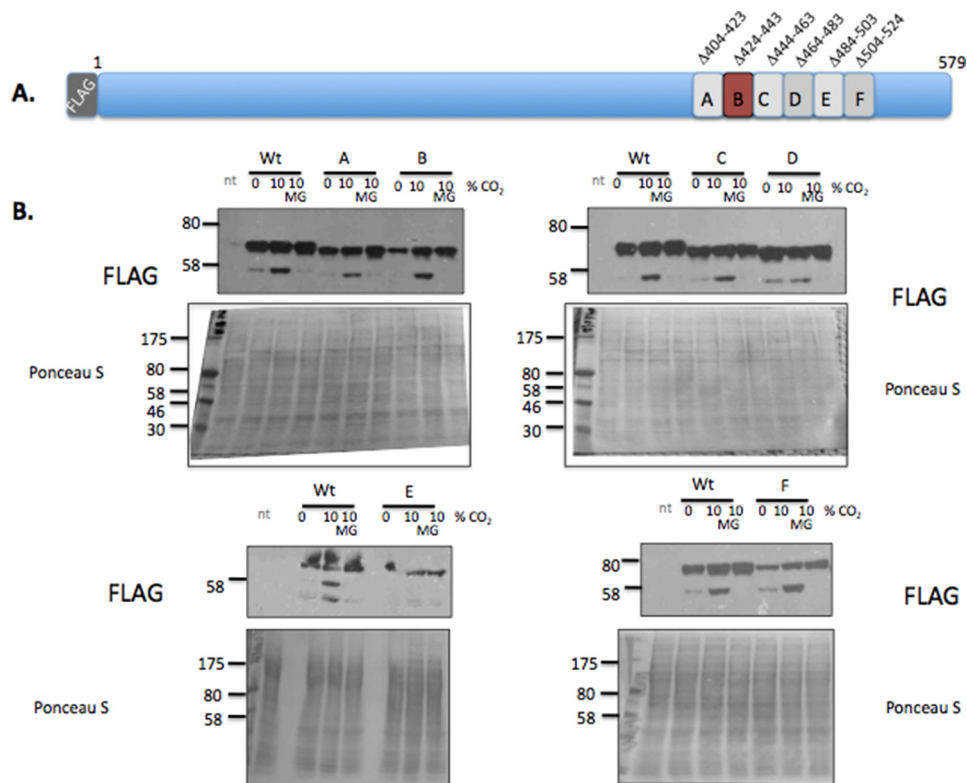 Δ404-423 Δ424-443 Δ444-463 Δ464-483 Δ484-503 Δ504-524
1 579
A. FLAG A B C D E F
B.
Wt A B
nt 0 10 10 0 10 10 0 10 10 % CO₂
MG MG MG
80
58
FLAG
175
80
58
46
30
Ponceau S
Wt C D
nt 0 10 10 0 10 10 0 10 10 % CO₂
MG MG MG
80
58
FLAG
175
80
58
46
30
Ponceau S
Wt E
nt 0 10 10 0 10 10 % CO₂
MG MG
58
FLAG
175
80
58
Ponceau S
Wt F
nt 0 10 10 0 10 10 % CO₂
MG MG
80
58
FLAG
175
80
58
Ponceau S